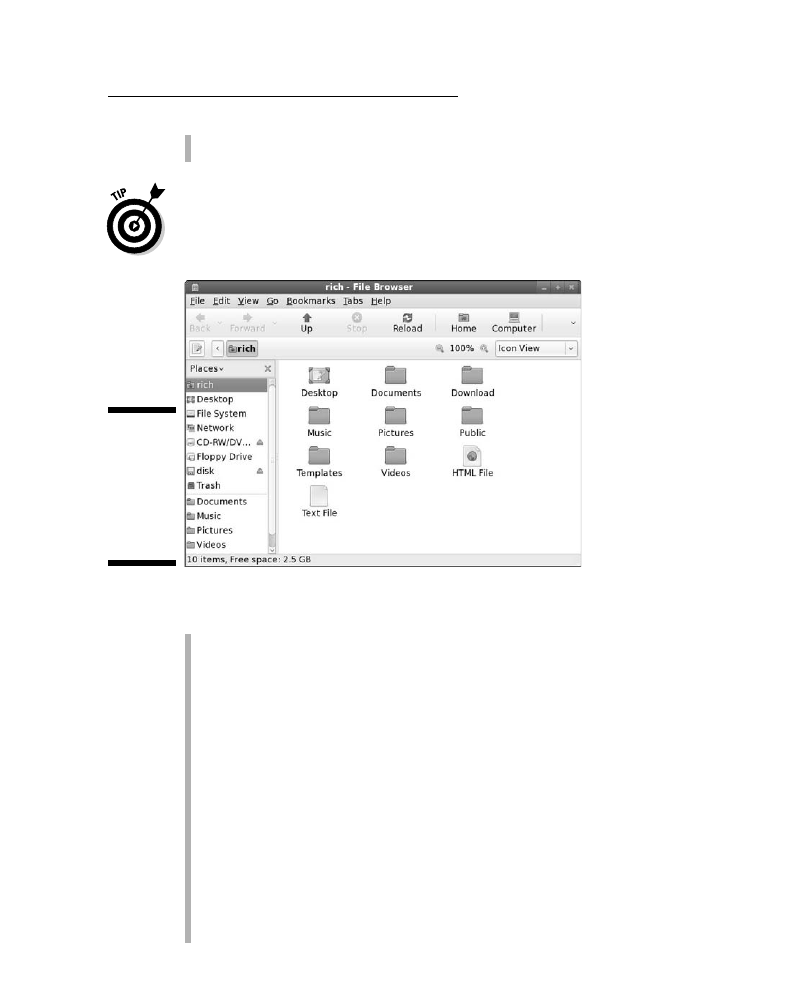 TIP
rich - File Browser
File Edit View Go Bookmarks Tabs Help
Back Forward Up Stop Reload Home Computer
rich 100% Icon View
Places
rich
Desktop
File System
Network
CD-RW/DV...
Floppy Drive
disk
Trash
Documents
Music
Pictures
Videos
Desktop Documents Download
Music Pictures Public
Templates Videos HTML File
Text File
10 items, Free space: 2.5 GB